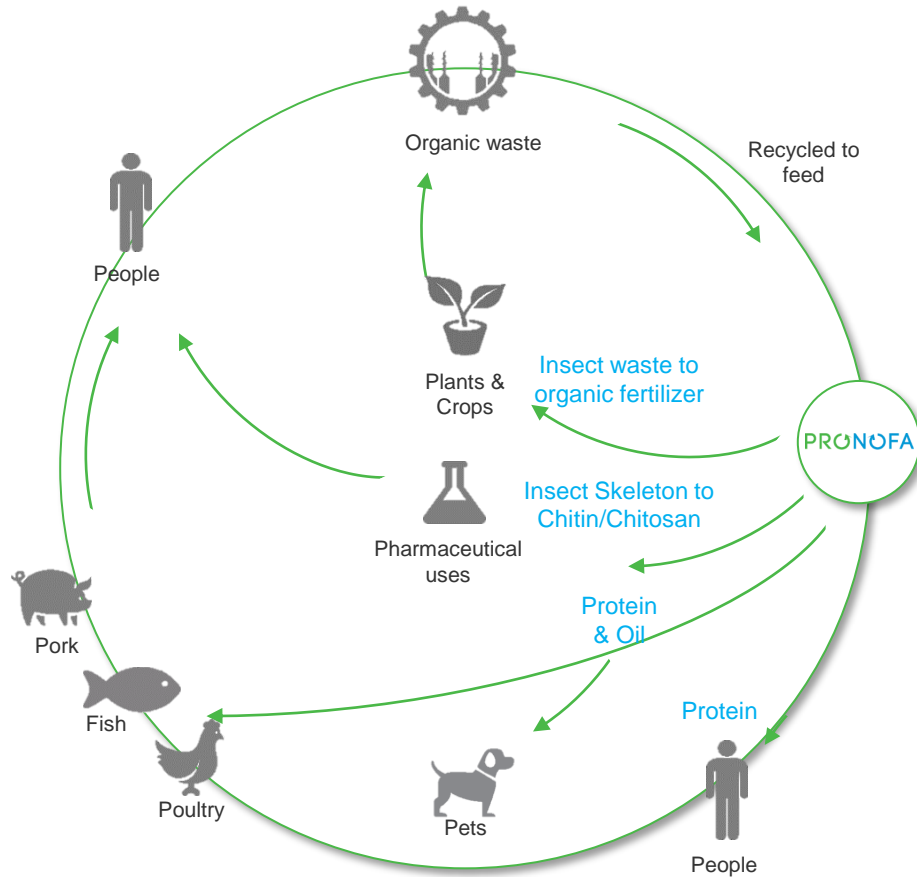 Organic waste
Recycled to
feed
People
Insect waste to
organic fertilizer
Plants &
Crops
PRONOFA
Insect Skeleton to
Chitin/Chitosan
Pharmaceutical
uses
Protein
& Oil
Pork
Fish
Protein
Poultry
Pets
People